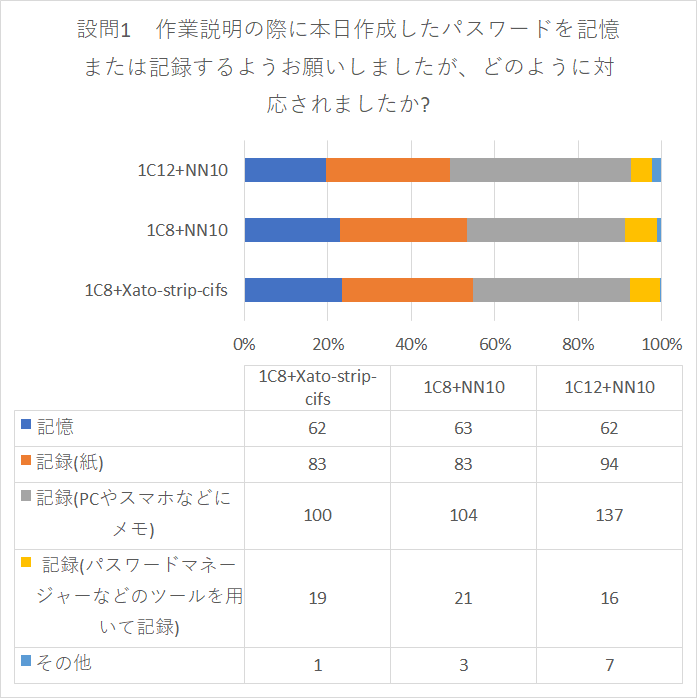 設問1　作業説明の際に本日作成したパスワードを記憶
または記録するようお願いしましたが、どのように対
応されましたか?
1C12+NN10
1C8+NN10
1C8+Xato-strip-cifs
0% 20% 40% 60% 80% 100%
1C8+Xato-strip-
cifs
1C8+NN10 1C12+NN10
記憶 62 63 62
記録(紙) 83 83 94
記録(PCやスマホなどに
メモ)
100 104 137
記録(パスワードマネー
ジャーなどのツールを用
いて記録)
19 21 16
その他 1 3 7